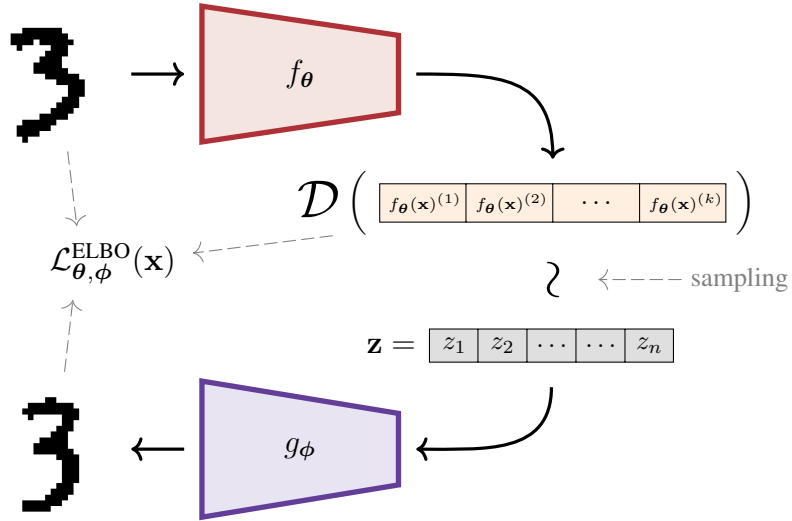 f_θ
𝒟 ( f_θ(x)^(1) f_θ(x)^(2) ⋯ f_θ(x)^(k) )
ℒ^ELBO_θ,ϕ(x)
≀ sampling
z = z_1 z_2 ⋯ ⋯ z_n
g_ϕ